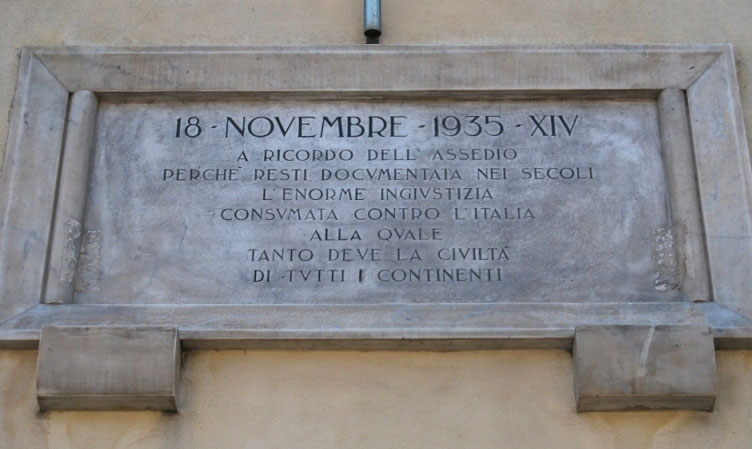 18 - NOVEMBRE - 1935 - XIV
A RICORDO DELL' ASSEDIO
PERCHE' RESTI DOCVMENTATA NEI SECOLI
L'ENORME INGIVSTIZIA
CONSVMATA CONTRO L'ITALIA
ALLA QVALE
TANTO DEVE LA CIVILTÀ
DI TVTTI I CONTINENTI